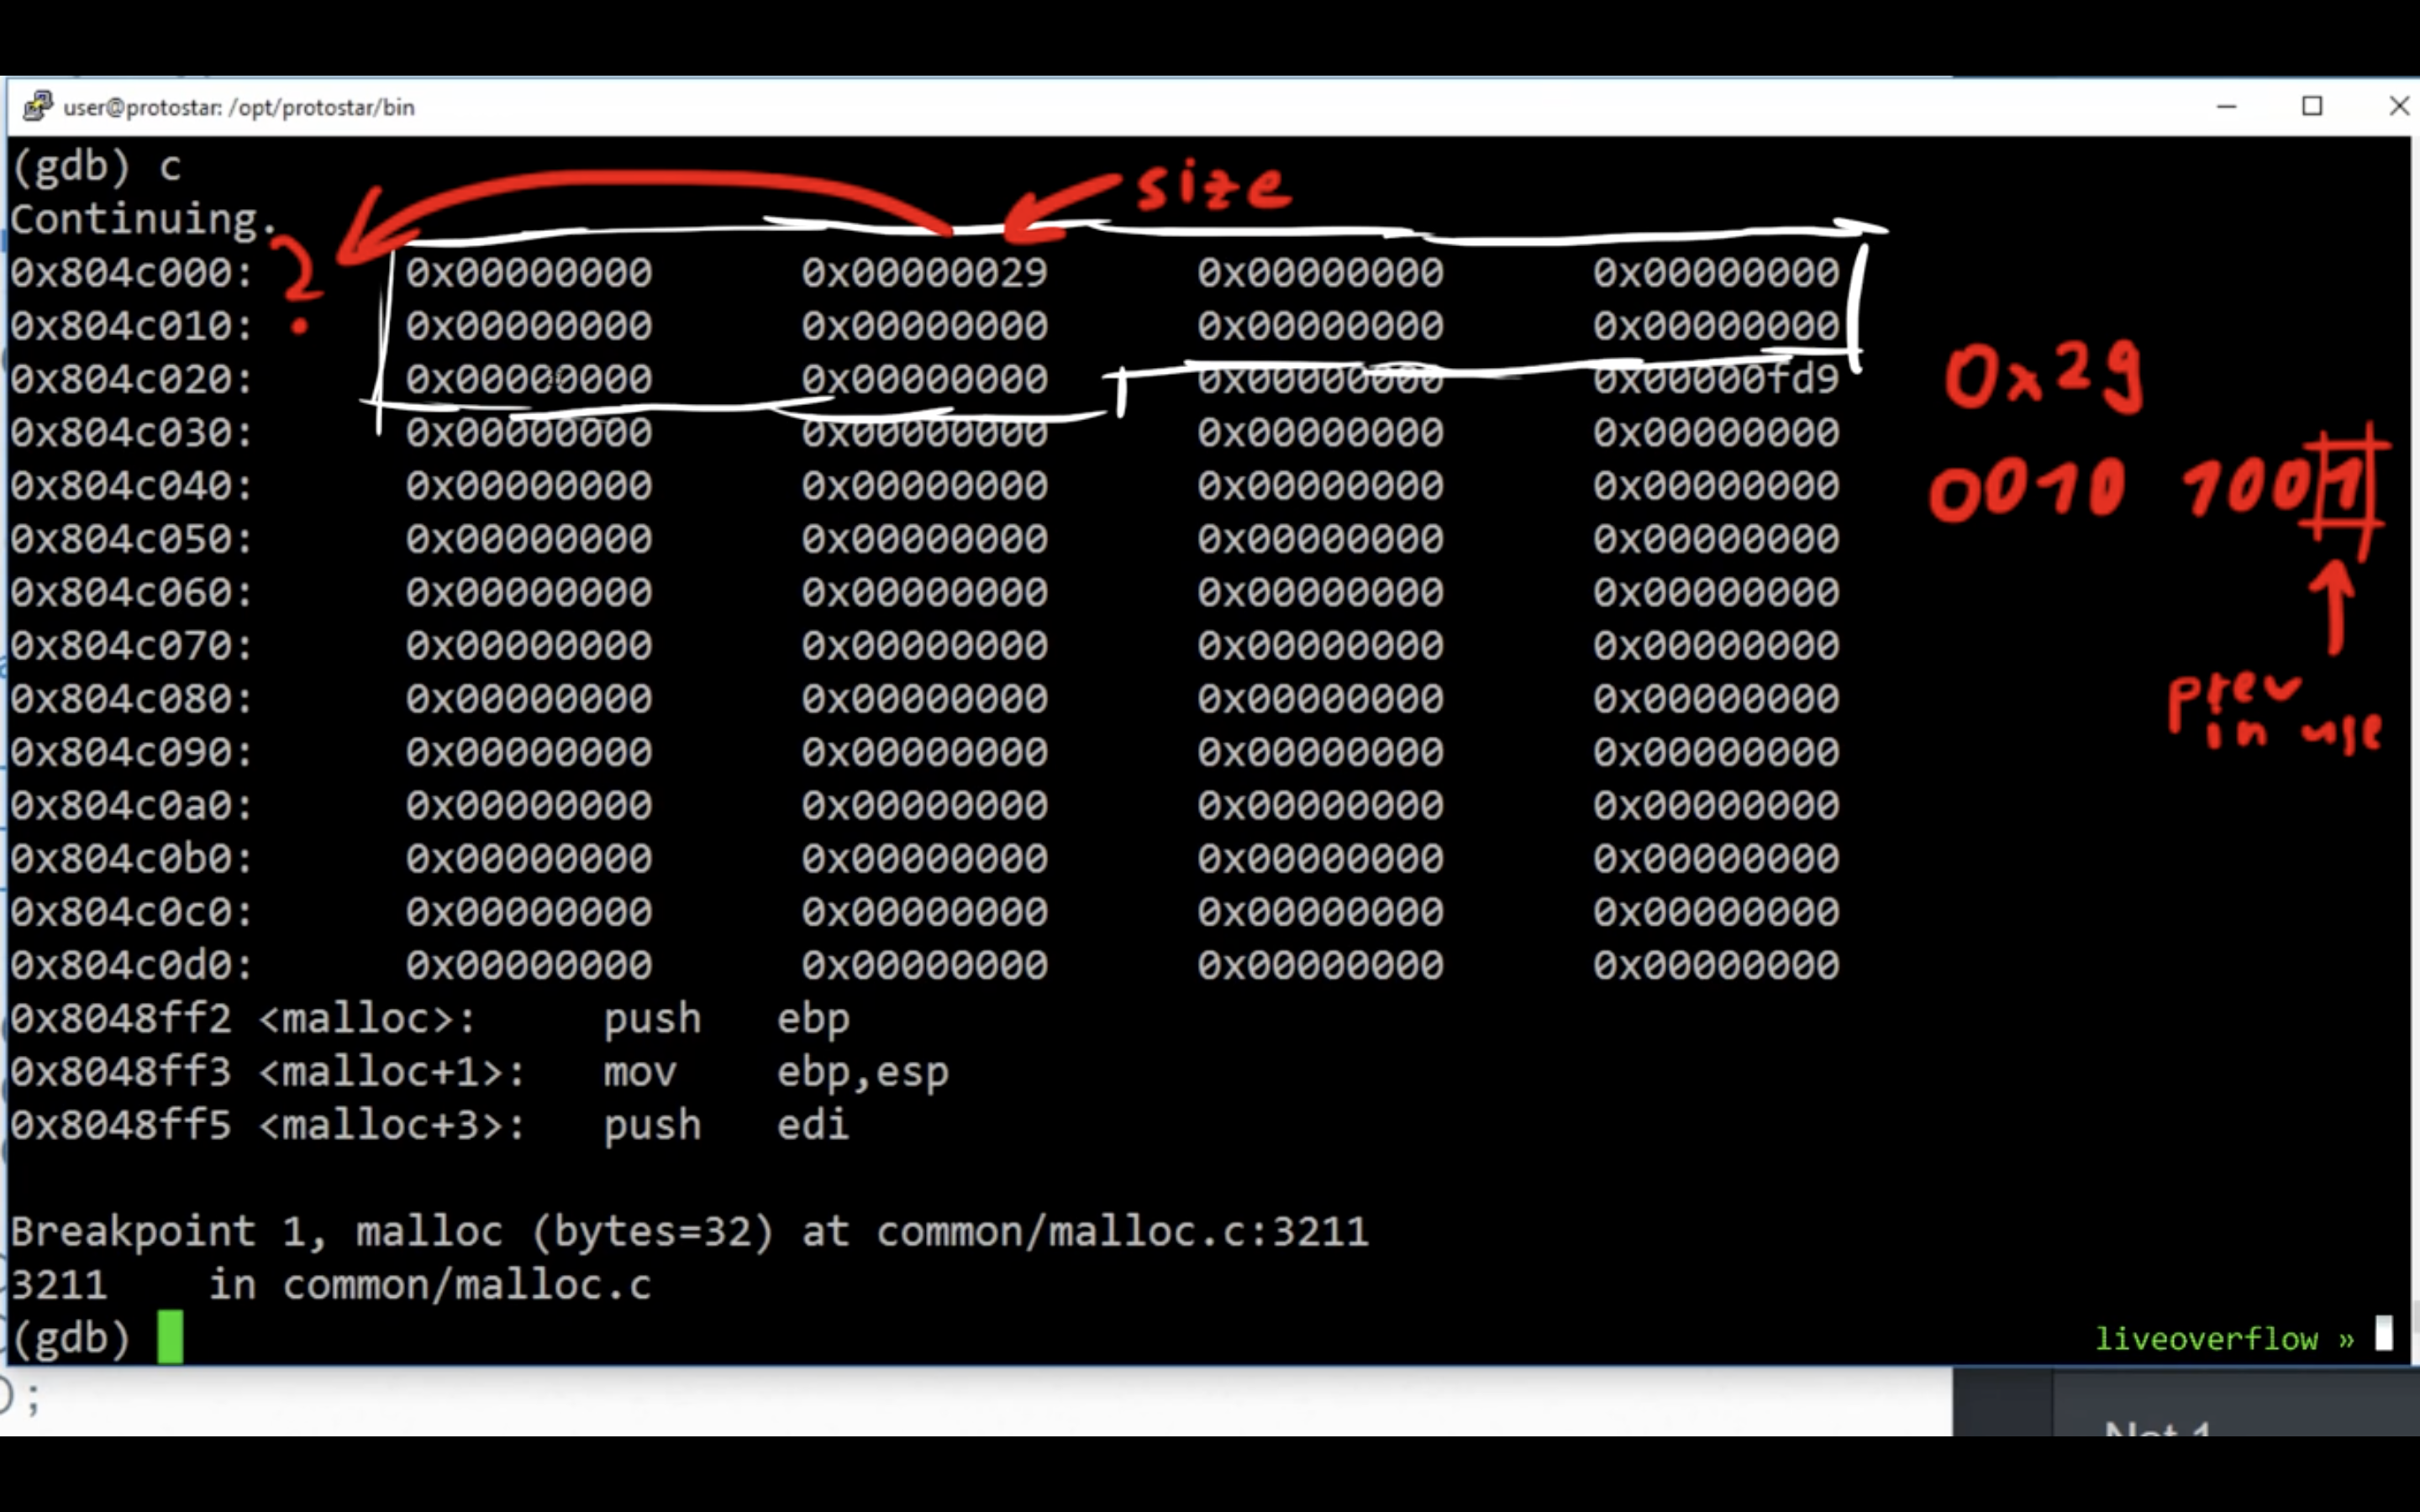 user@protostar: /opt/protostar/bin
(gdb) c
size
Continuing.
?
0x804c000: 0x00000000 0x00000029 0x00000000 0x00000000
0x804c010: 0x00000000 0x00000000 0x00000000 0x00000000
0x804c020: 0x00000000 0x00000000 0x00000000 0x00000fd9
0x29
0x804c030: 0x00000000 0x00000000 0x00000000 0x00000000
0x804c040: 0x00000000 0x00000000 0x00000000 0x00000000
0010 1001
0x804c050: 0x00000000 0x00000000 0x00000000 0x00000000
0x804c060: 0x00000000 0x00000000 0x00000000 0x00000000
0x804c070: 0x00000000 0x00000000 0x00000000 0x00000000
0x804c080: 0x00000000 0x00000000 0x00000000 0x00000000
prev
in use
0x804c090: 0x00000000 0x00000000 0x00000000 0x00000000
0x804c0a0: 0x00000000 0x00000000 0x00000000 0x00000000
0x804c0b0: 0x00000000 0x00000000 0x00000000 0x00000000
0x804c0c0: 0x00000000 0x00000000 0x00000000 0x00000000
0x804c0d0: 0x00000000 0x00000000 0x00000000 0x00000000
0x8048ff2 <malloc>: push ebp
0x8048ff3 <malloc+1>: mov ebp,esp
0x8048ff5 <malloc+3>: push edi
Breakpoint 1, malloc (bytes=32) at common/malloc.c:3211
3211 in common/malloc.c
(gdb)
liveoverflow »
);